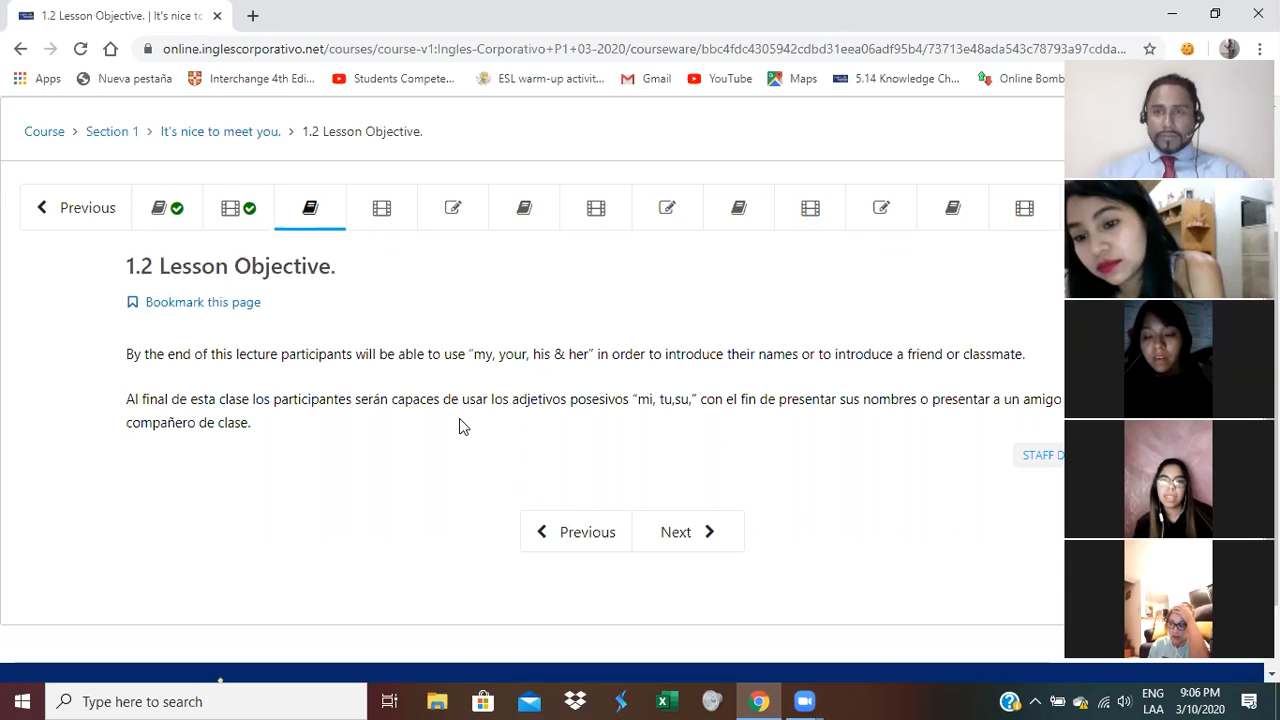 1.2 Lesson Objective. | It's nice to
online.inglescorporativo.net/courses/course-v1:Ingles-Corporativo+P1+03-2020/courseware/bbc4fdc4305942cdbd31eea06adf95b4/73713e48ada543c78793a97cdda...
Apps Nueva pestaña Interchange 4th Edi... Students Compete... ESL warm-up activit... Gmail YouTube Maps 5.14 Knowledge Ch... Online Bomb
Course > Section 1 > It's nice to meet you. > 1.2 Lesson Objective.
Previous
1.2 Lesson Objective.
Bookmark this page
By the end of this lecture participants will be able to use “my, your, his & her” in order to introduce their names or to introduce a friend or classmate.
Al final de esta clase los participantes serán capaces de usar los adjetivos posesivos “mi, tu,su,” con el fin de presentar sus nombres o presentar a un amigo
compañero de clase.
STAFF D
Previous Next
Type here to search
ENG 9:06 PM
LAA 3/10/2020